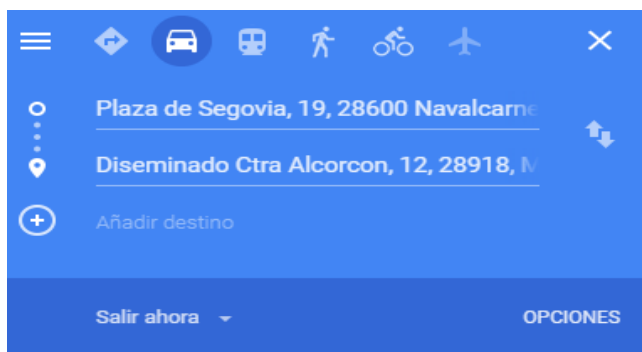 Plaza de Segovia, 19, 28600 Navalcarne
Diseminado Ctra Alcorcon, 12, 28918, M
Añadir destino
Salir ahora
OPCIONES